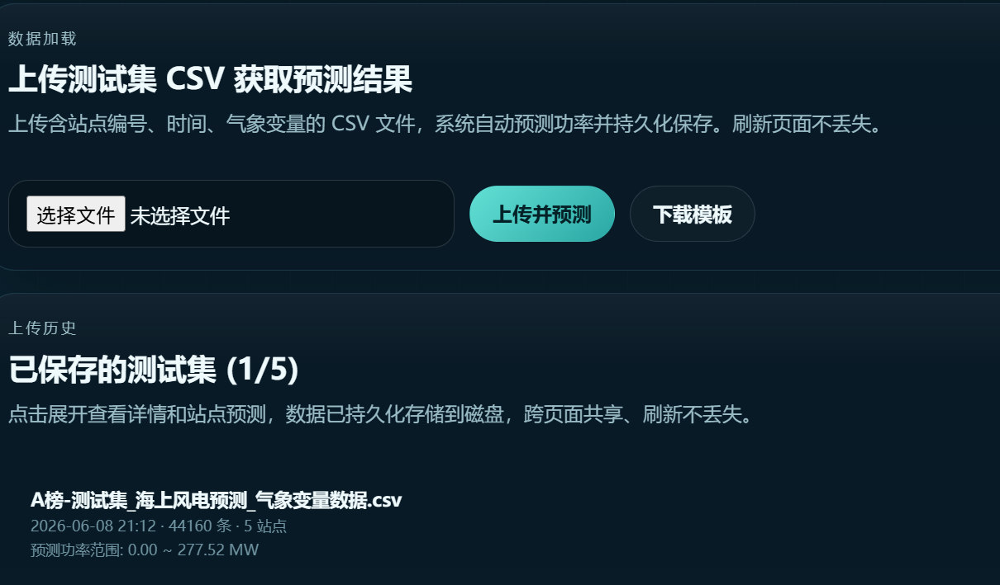 数据加载
上传测试集 CSV 获取预测结果
上传含站点编号、时间、气象变量的 CSV 文件，系统自动预测功率并持久化保存。刷新页面不丢失。
选择文件 未选择文件 上传并预测 下载模板
上传历史
已保存的测试集 (1/5)
点击展开查看详情和站点预测，数据已持久化存储到磁盘，跨页面共享、刷新不丢失。
A榜-测试集_海上风电预测_气象变量数据.csv
2026-06-08 21:12 · 44160 条 · 5 站点
预测功率范围: 0.00 ~ 277.52 MW